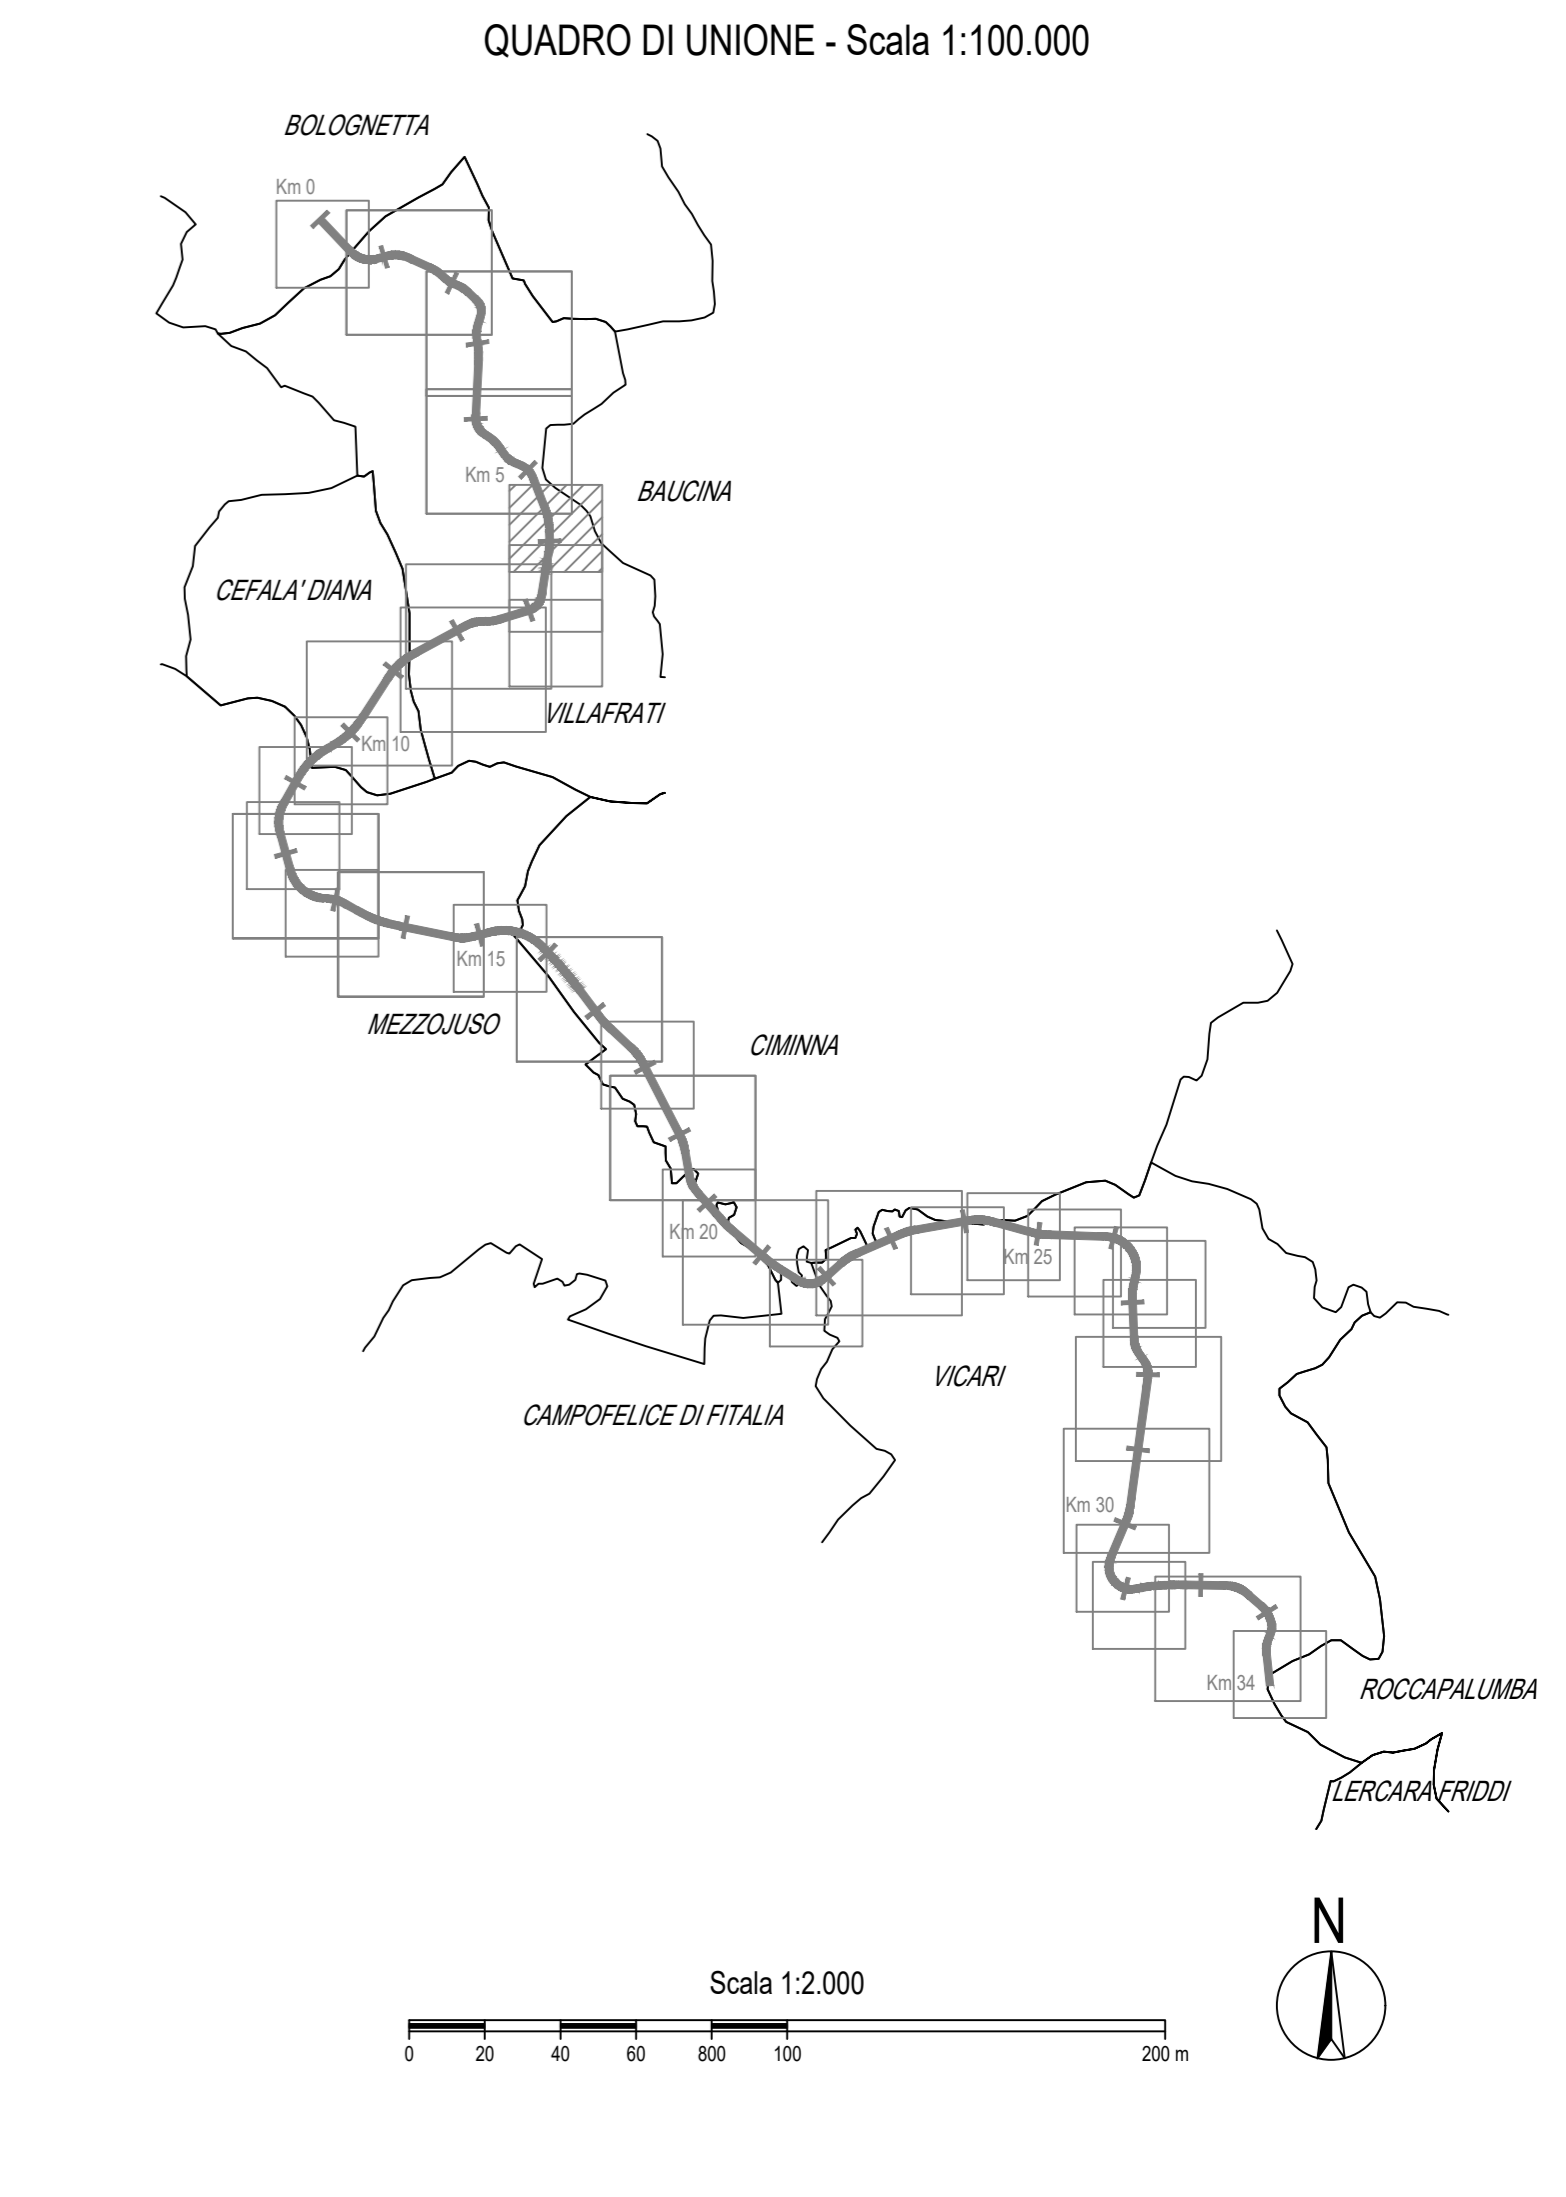 QUADRO DI UNIONE - Scala 1:100.000
BOLOGNETTA
Km 0
Km 5
BAUCINA
CEFALA' DIANA
VILLAFRATI
Km 10
Km 15
MEZZOJUSO
CIMINNA
Km 20
Km 25
VICARI
CAMPOFELICE DI FITALIA
Km 30
Km 34
ROCCAPALUMBA
LERCARA FRIDDI
N
Scala 1:2.000
0 20 40 60 800 100 200 m